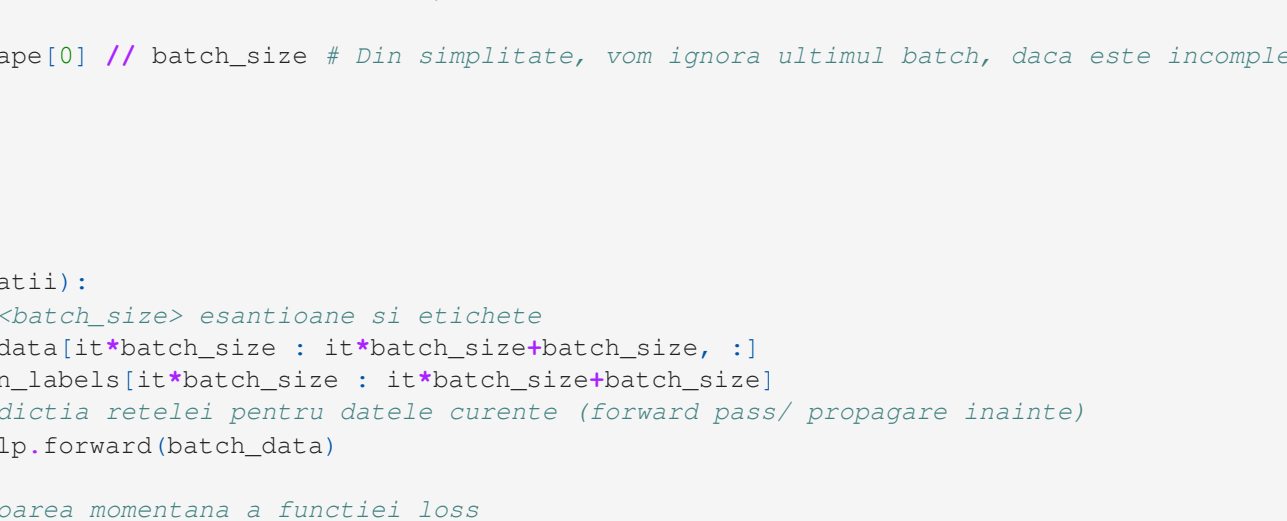 ape[0] // batch_size # Din simplitate, vom ignora ultimul batch, daca este incomple
atii):
<batch_size> esantioane si etichete
data[it*batch_size : it*batch_size+batch_size, :]
n_labels[it*batch_size : it*batch_size+batch_size]
dictia retelei pentru datele curente (forward pass/ propagare inainte)
lp.forward(batch_data)
oarea momentana a functiei loss